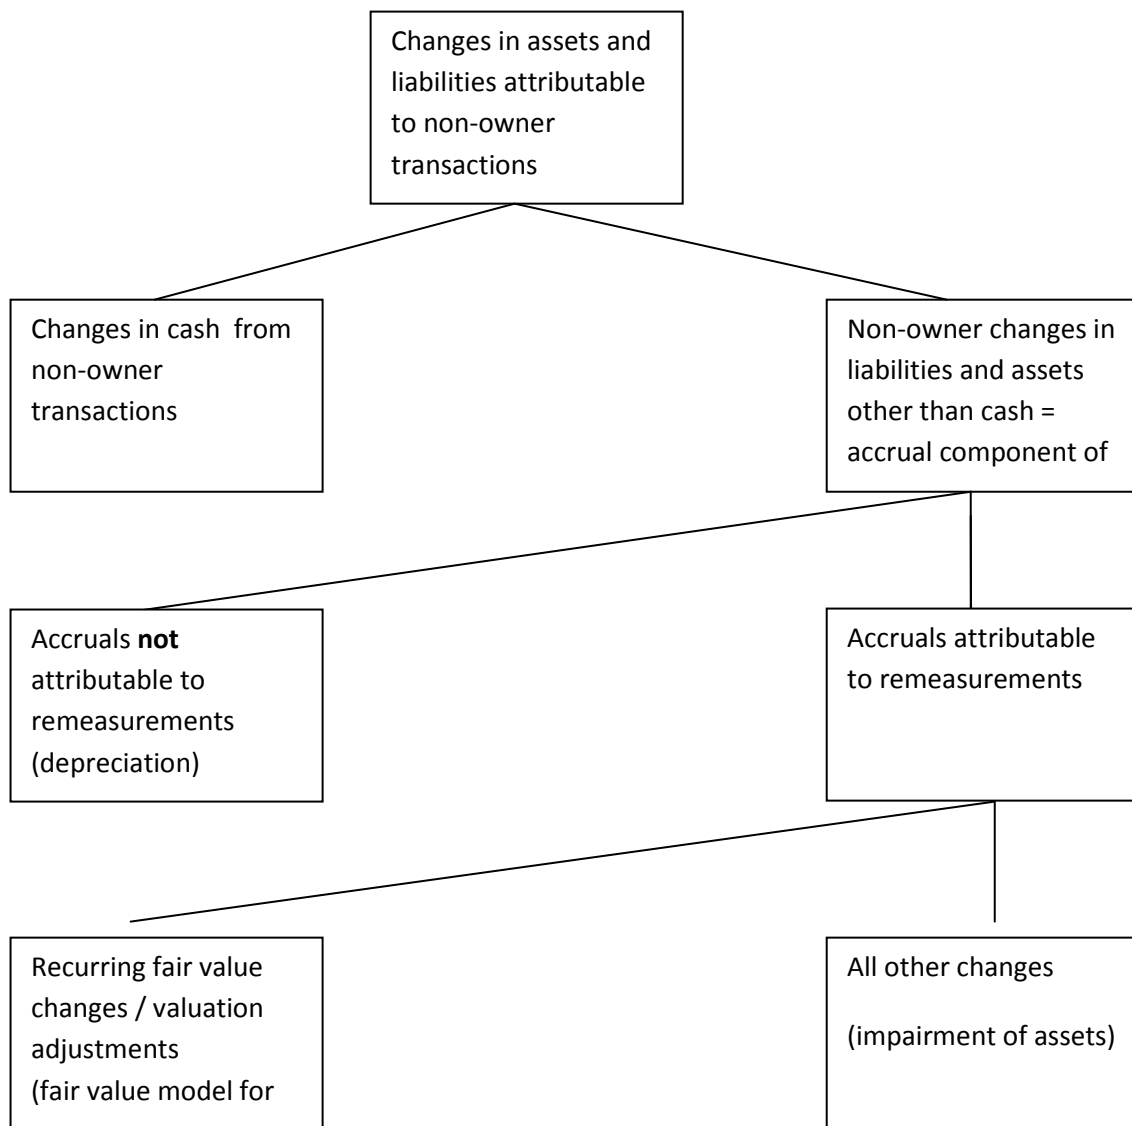 Changes in assets and
liabilities attributable
to non-owner
transactions
Changes in cash  from
non-owner
transactions
Non-owner changes in
liabilities and assets
other than cash =
accrual component of
Accruals not
attributable to
remeasurements
(depreciation)
Accruals attributable
to remeasurements
Recurring fair value
changes / valuation
adjustments
(fair value model for
All other changes
(impairment of assets)